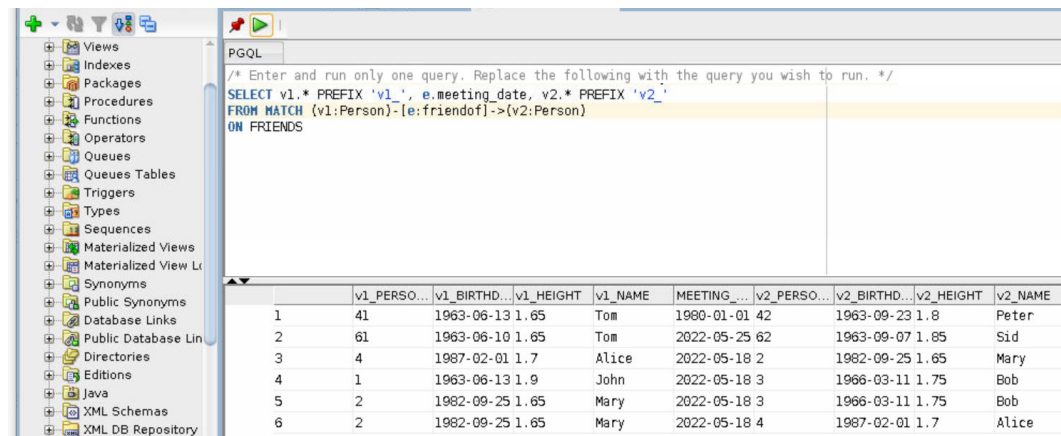 Views
Indexes
Packages
Procedures
Functions
Operators
Queues
Queues Tables
Triggers
Types
Sequences
Materialized Views
Materialized View Lo
Synonyms
Public Synonyms
Database Links
Public Database Lin
Directories
Editions
Java
XML Schemas
XML DB Repository
PGQL
/* Enter and run only one query. Replace the following with the query you wish to run. */
SELECT v1.* PREFIX 'v1_', e.meeting_date, v2.* PREFIX 'v2_'
FROM MATCH (v1:Person)-[e:friendof]->(v2:Person)
ON FRIENDS
v1_PERSO... v1_BIRTHD... v1_HEIGHT v1_NAME MEETING_... v2_PERSO... v2_BIRTHD... v2_HEIGHT v2_NAME
1 41 1963-06-13 1.65 Tom 1980-01-01 42 1963-09-23 1.8 Peter
2 61 1963-06-10 1.65 Tom 2022-05-25 62 1963-09-07 1.85 Sid
3 4 1987-02-01 1.7 Alice 2022-05-18 2 1982-09-25 1.65 Mary
4 1 1963-06-13 1.9 John 2022-05-18 3 1966-03-11 1.75 Bob
5 2 1982-09-25 1.65 Mary 2022-05-18 3 1966-03-11 1.75 Bob
6 2 1982-09-25 1.65 Mary 2022-05-18 4 1987-02-01 1.7 Alice